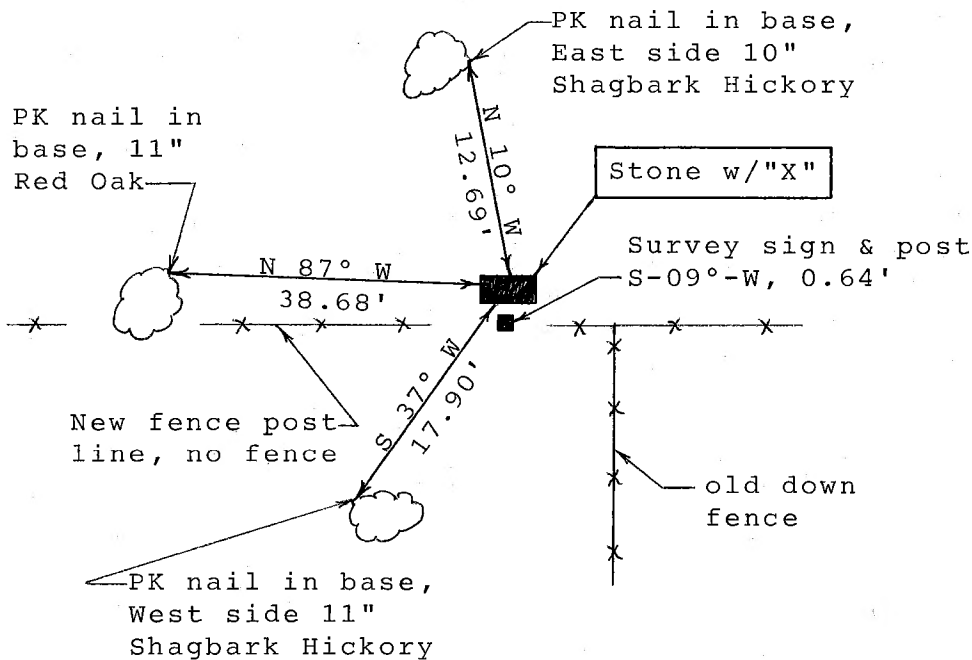 PK nail in base,
East side 10"
Shagbark Hickory
PK nail in
base, 11"
Red Oak
N 10° W
12.69'
Stone w/"X"
Survey sign & post
S-09°-W, 0.64'
N 87° W
38.68'
S 37° W
17.90'
New fence post
line, no fence
old down
fence
PK nail in base,
West side 11"
Shagbark Hickory